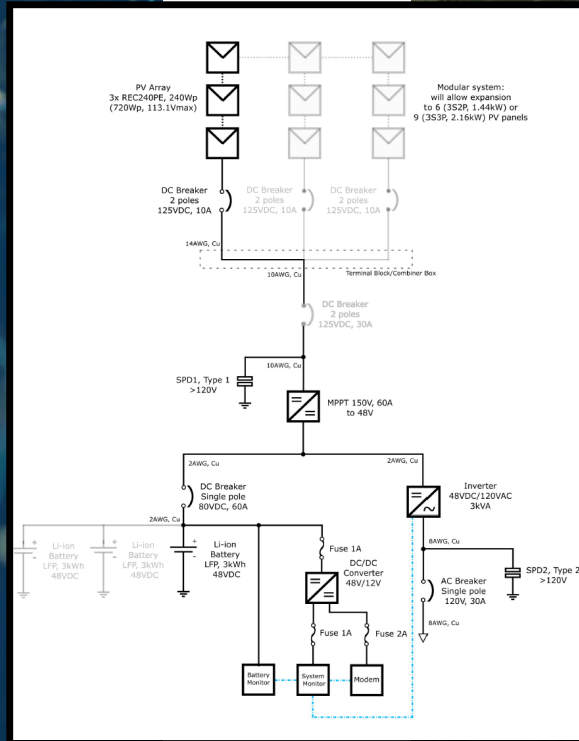 PV Array
3x REC240PE, 240Wp
(720Wp, 113.1Vmax)
Modular system:
will allow expansion
to 6 (3S2P, 1.44kW) or
9 (3S3P, 2.16kW) PV panels
DC Breaker
2 poles
125VDC, 10A
DC Breaker
2 poles
125VDC, 10A
DC Breaker
2 poles
125VDC, 10A
14AWG, Cu
Terminal Block/Combiner Box
10AWG, Cu
DC Breaker
2 poles
125VDC, 30A
10AWG, Cu
SPD1, Type 1
>120V
MPPT 150V, 60A
to 48V
2AWG, Cu
2AWG, Cu
DC Breaker
Single pole
80VDC, 60A
Inverter
48VDC/120VAC
3kVA
2AWG, Cu
+
-
Li-ion
Battery
LFP, 3kWh
48VDC
+
-
Li-ion
Battery
LFP, 3kWh
48VDC
+
-
Li-ion
Battery
LFP, 3kWh
48VDC
Fuse 1A
DC/DC
Converter
48V/12V
8AWG, Cu
SPD2, Type 2
>120V
AC Breaker
Single pole
120V, 30A
8AWG, Cu
Fuse 1A
Fuse 2A
Battery
Monitor
System
Monitor
Modem